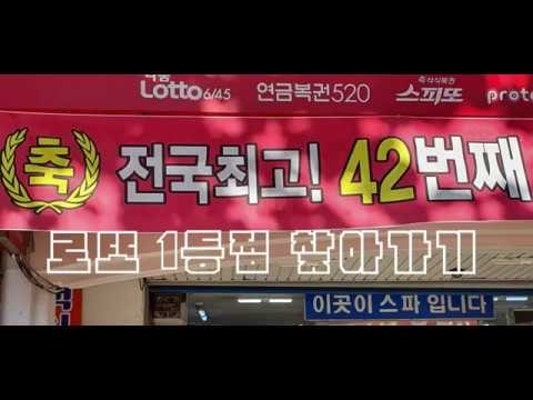 Lotto 6/45 연금복권520 스피또
축 전국최고! 42번째
로또 1등점 찾아가기
이곳이 스파 입니다